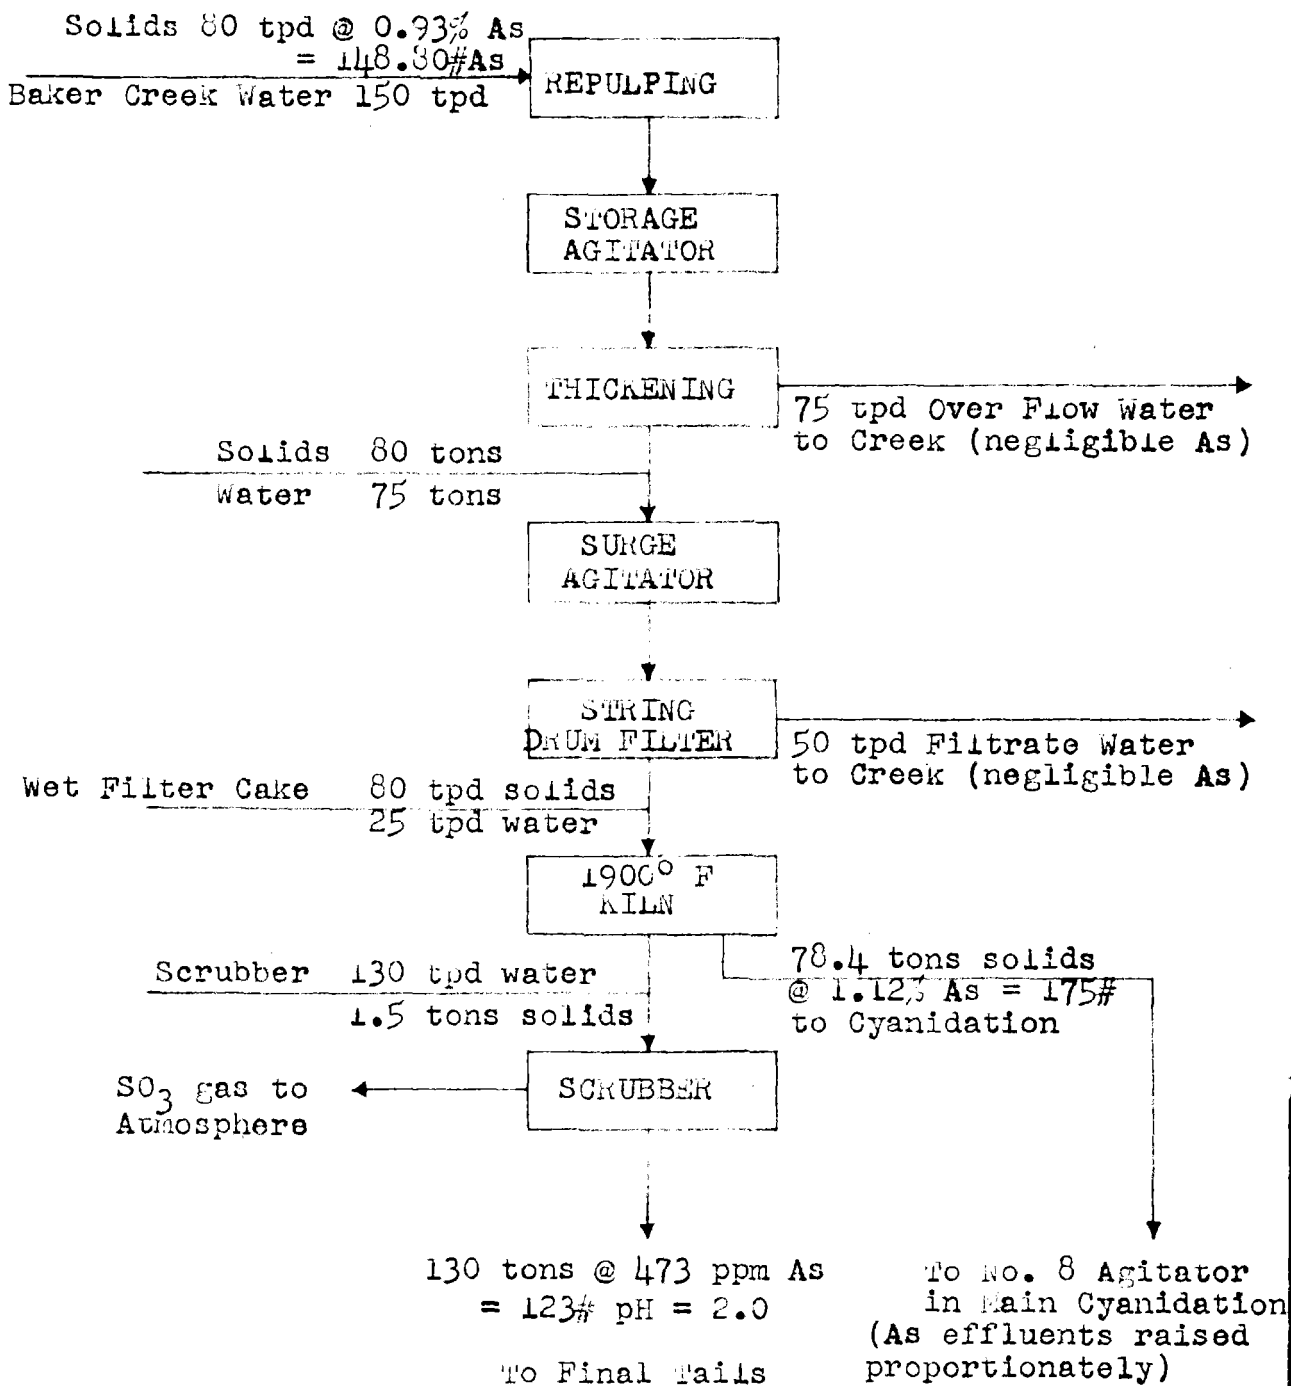 Solids 80 tpd @ 0.93% As
= 148.80#As
Baker Creek Water 150 tpd
REPULPING
STORAGE
AGITATOR
THICKENING
75 tpd Over Flow Water
to Creek (negligible As)
Solids 80 tons
Water 75 tons
SURGE
AGITATOR
STRING
DRUM FILTER
50 tpd Filtrate Water
to Creek (negligible As)
Wet Filter Cake 80 tpd solids
25 tpd water
1900° F
KILN
78.4 tons solids
@ 1.12% As = 175#
to Cyanidation
Scrubber 130 tpd water
1.5 tons solids
SCRUBBER
SO3 gas to
Atmosphere
130 tons @ 473 ppm As
= 123# pH = 2.0
To Final Tails
To No. 8 Agitator
in Main Cyanidation
(As effluents raised
proportionately)